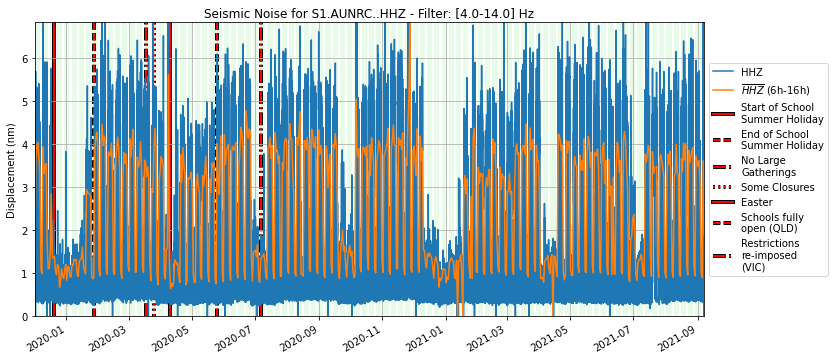 Seismic Noise for S1.AUNRC..HHZ - Filter: [4.0-14.0] Hz
Displacement (nm)
6
5
4
3
2
1
0
2020-01
2020-03
2020-05
2020-07
2020-09
2020-11
2021-01
2021-03
2021-05
2021-07
2021-09
HHZ
HHZ (6h-16h)
Start of School
Summer Holiday
End of School
Summer Holiday
No Large
Gatherings
Some Closures
Easter
Schools fully
open (QLD)
Restrictions
re-imposed
(VIC)